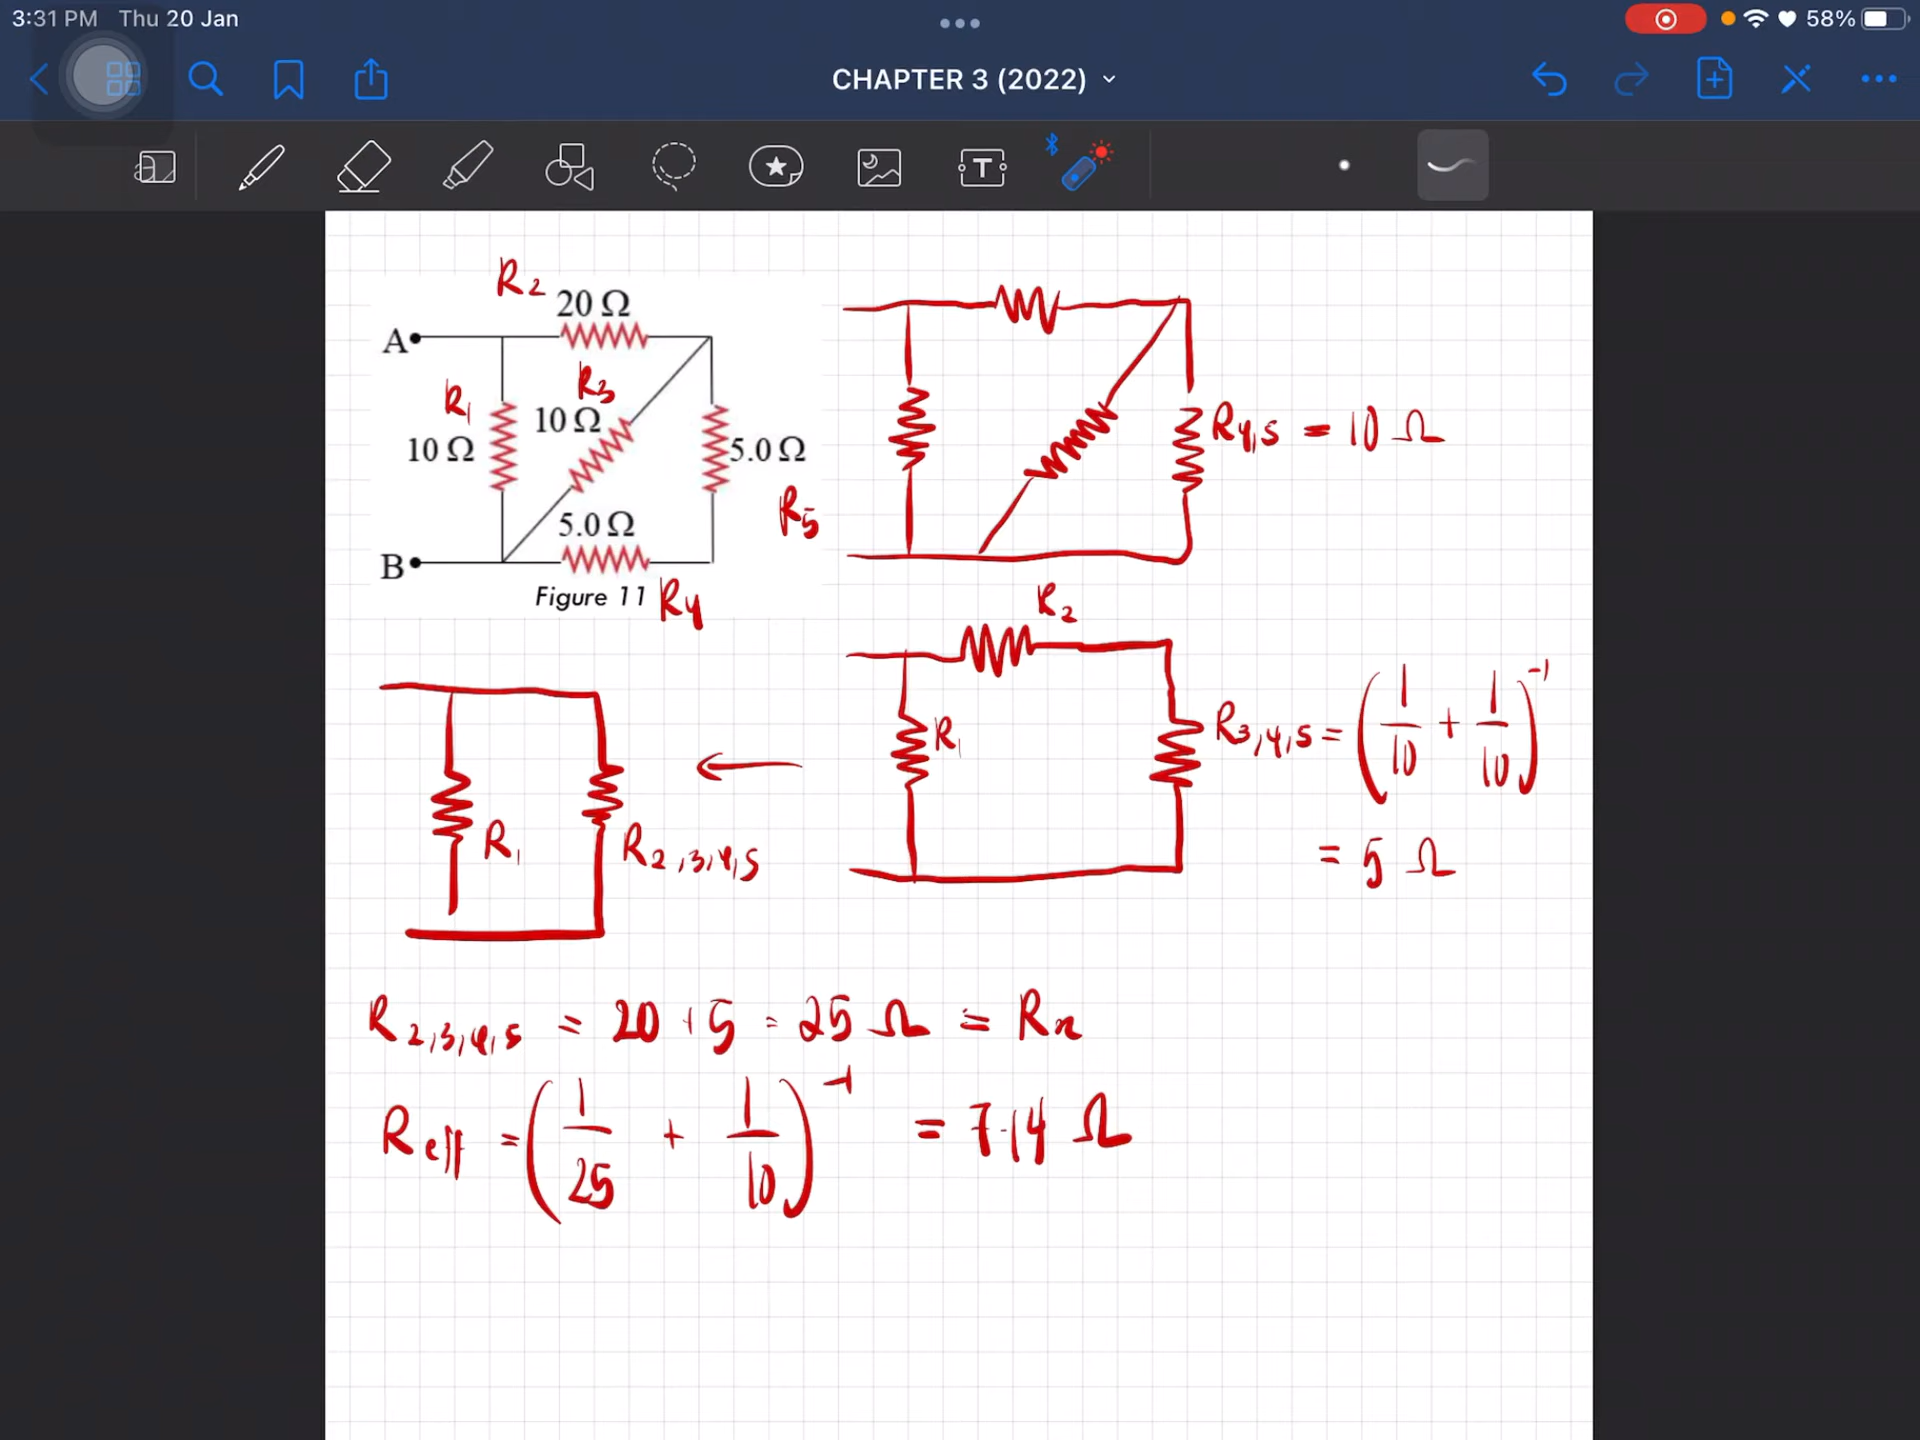 3:31 PM Thu 20 Jan
58%
CHAPTER 3 (2022)
T
R2
20 Ω
A
R1
R3
10 Ω
10 Ω
5.0 Ω
R5
5.0 Ω
B
Figure 11
R4
R4,5 = 10 Ω
R2
R1
R3,4,5 = (1/10 + 1/10)^-1
= 5 Ω
R1
R2,3,4,5
R2,3,4,5 = 20 + 5 = 25 Ω = Rx
Reff = (1/25 + 1/10)^-1 = 7.14 Ω